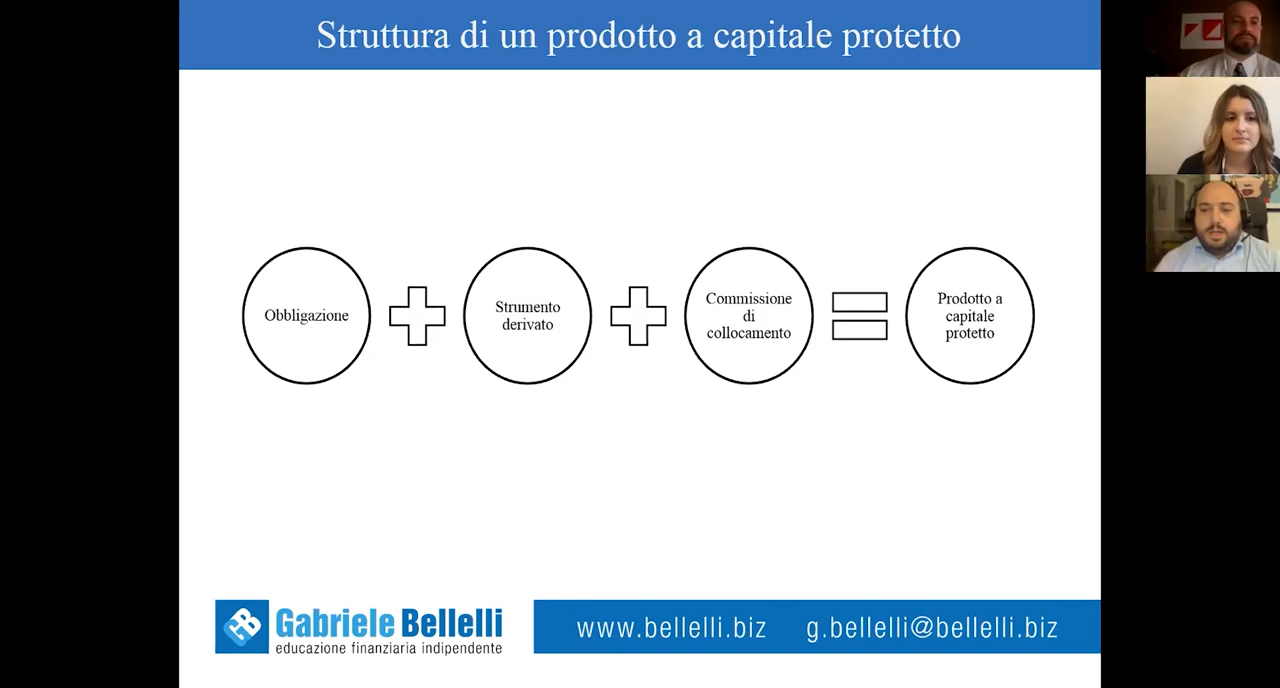 Struttura di un prodotto a capitale protetto
Obbligazione
Strumento
derivato
Commissione
di
collocamento
Prodotto a
capitale
protetto
GB
Gabriele Bellelli
educazione finanziaria indipendente
www.bellelli.biz g.bellelli@bellelli.biz